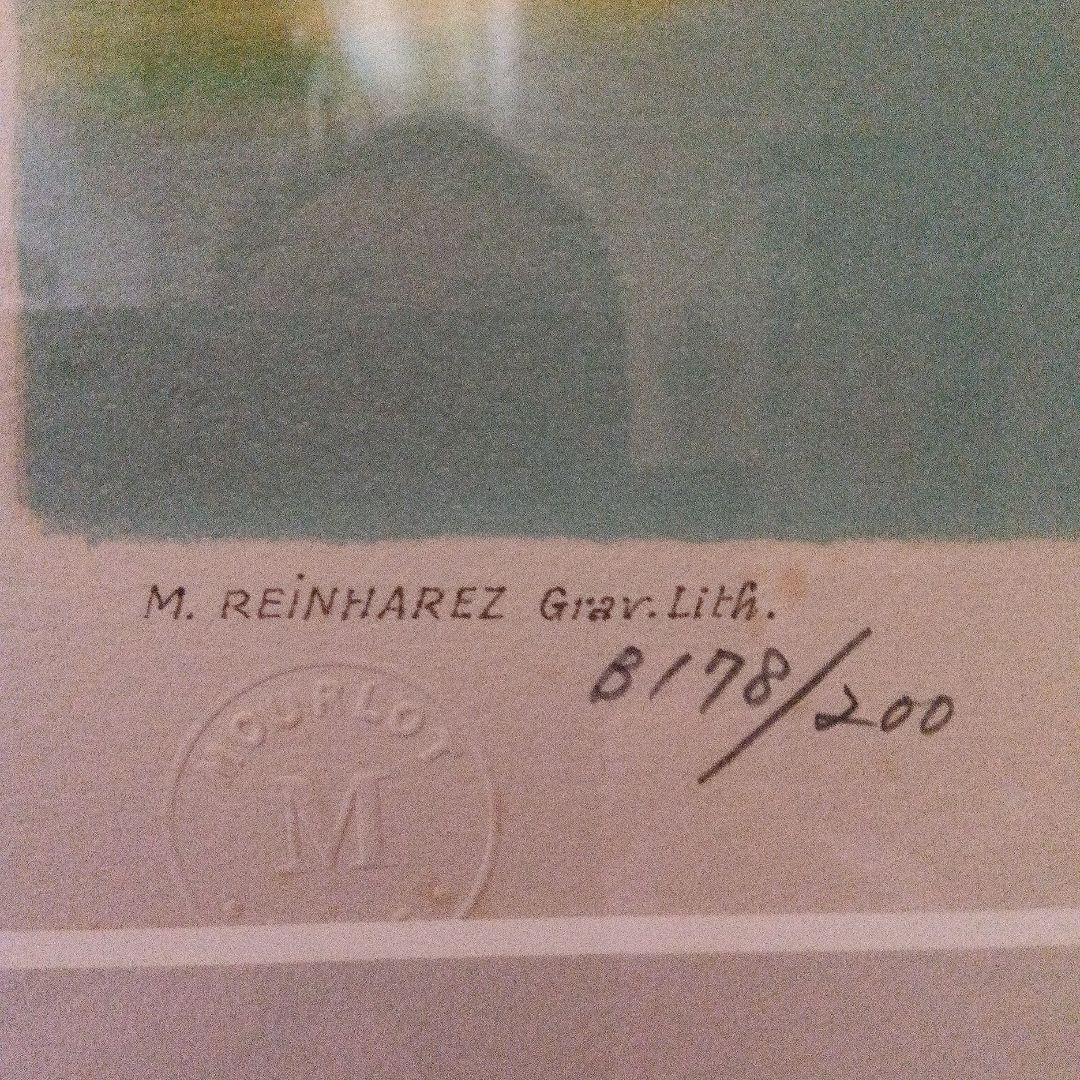 M. REINHAREZ Grav. Lith.
B178/200
MOURLOT
M